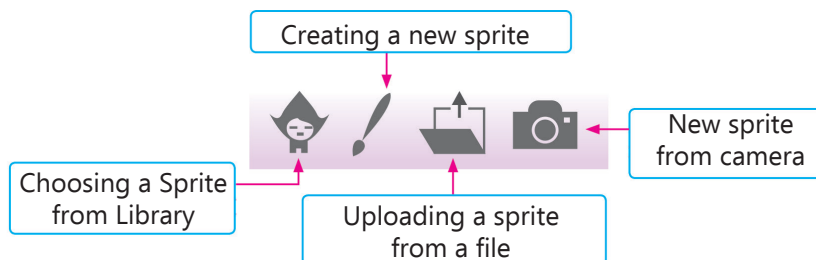 Creating a new sprite
New sprite
from camera
Choosing a Sprite
from Library
Uploading a sprite
from a file